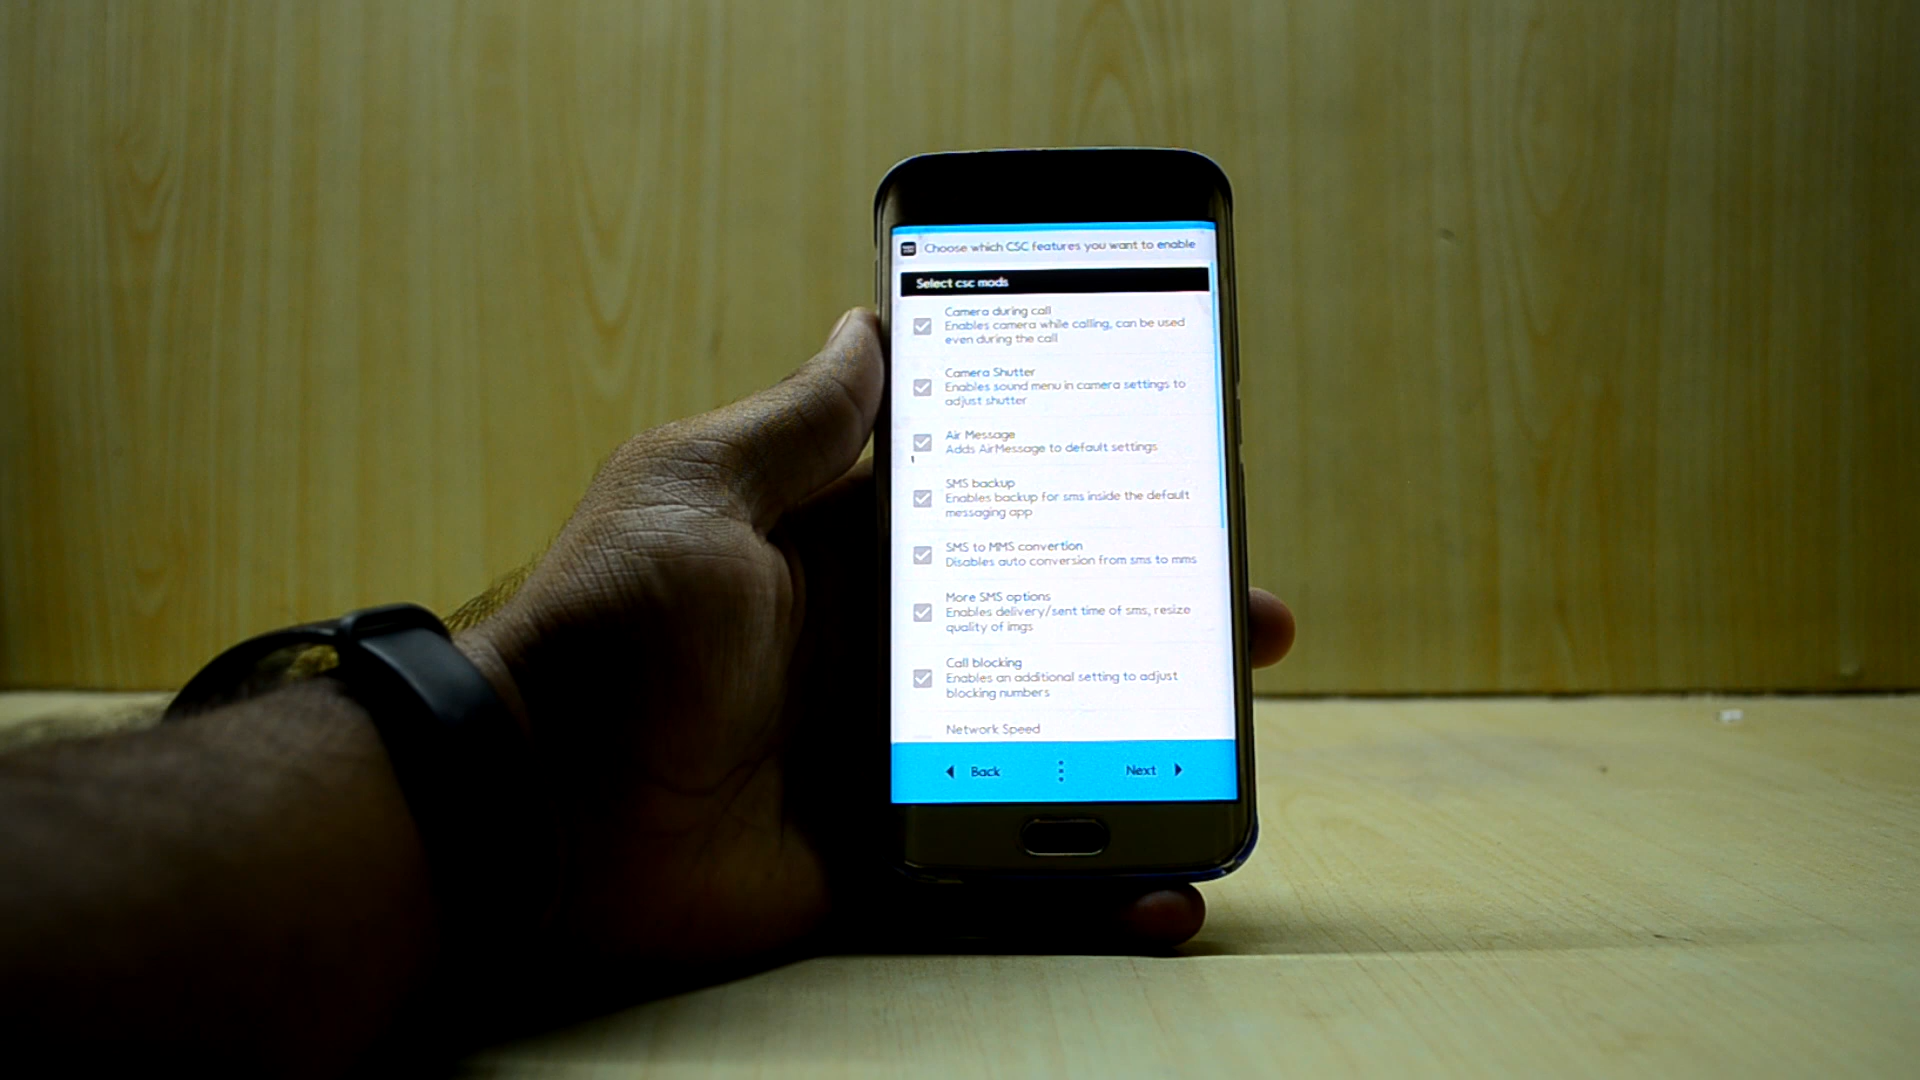 Choose which CSC features you want to enable
Select csc mods
Camera during call
Enables camera while calling, can be used
even during the call
Camera Shutter
Enables sound menu in camera settings to
adjust shutter
Air Message
Adds AirMessage to default settings
SMS backup
Enables backup for sms inside the default
messaging app
SMS to MMS convertion
Disables auto conversion from sms to mms
More SMS options
Enables delivery/sent time of sms, resize
quality of imgs
Call blocking
Enables an additional setting to adjust
blocking numbers
Network Speed
Back
Next